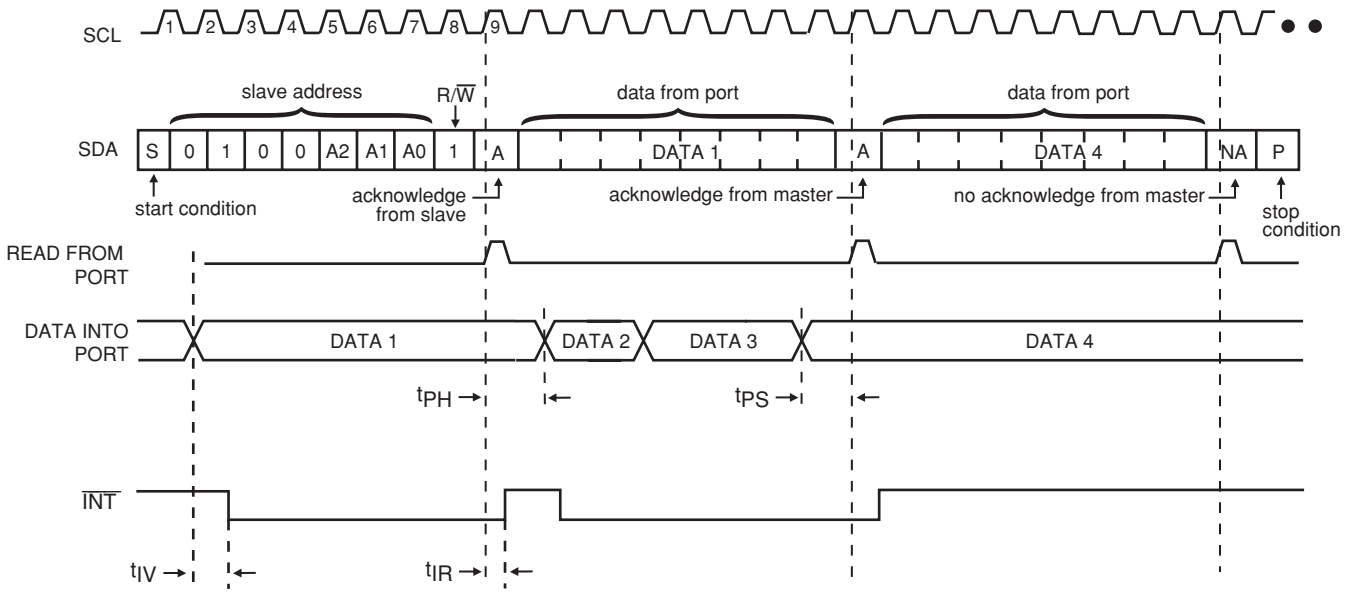 SCL 1 2 3 4 5 6 7 8 9
slave address R/W̅ data from port data from port
SDA S 0 1 0 0 A2 A1 A0 1 A DATA 1 A DATA 4 NA P
start condition
acknowledge
from slave
acknowledge from master
no acknowledge from master
stop
condition
READ FROM
PORT
DATA INTO
PORT
DATA 1 DATA 2 DATA 3 DATA 4
tPH tPS
I̅N̅T̅
tIV tIR